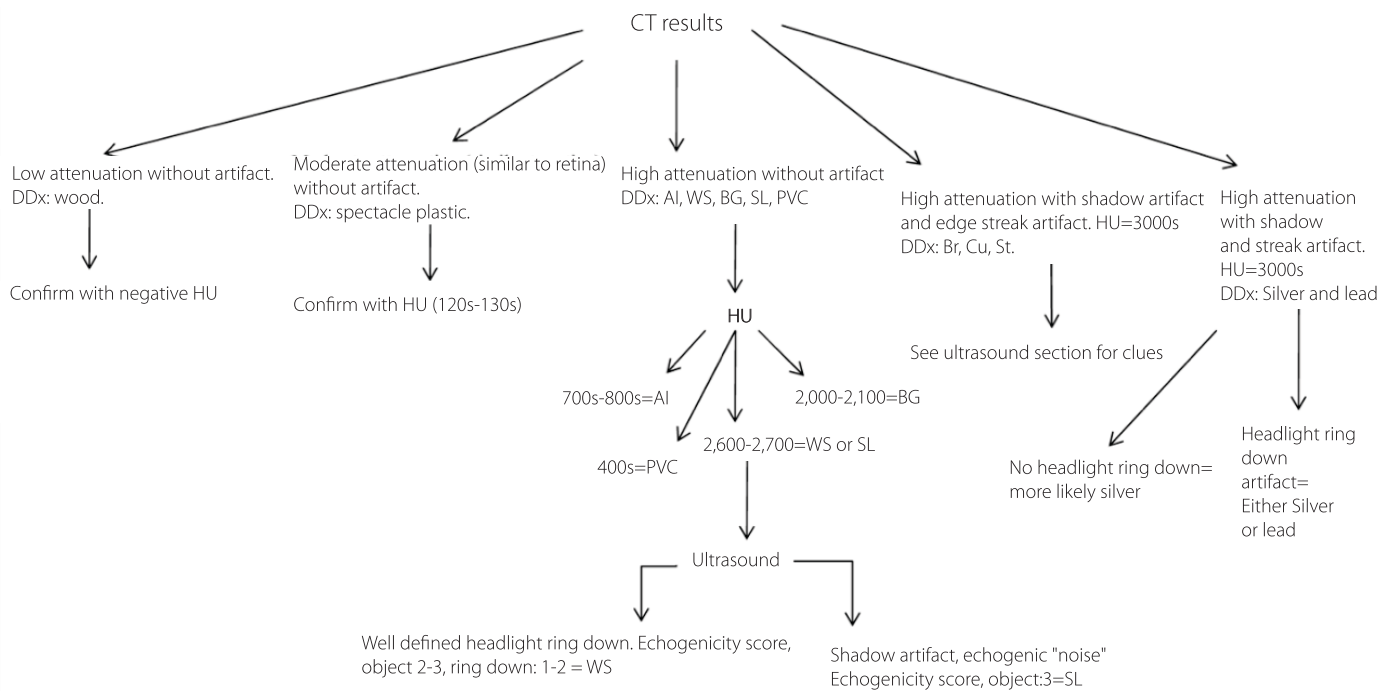 CT results
Low attenuation without artifact.
DDx: wood.
Confirm with negative HU
Moderate attenuation (similar to retina)
without artifact.
DDx: spectacle plastic.
Confirm with HU (120s-130s)
High attenuation without artifact
DDx: Al, WS, BG, SL, PVC
HU
700s-800s=Al
400s=PVC
2,600-2,700=WS or SL
2,000-2,100=BG
Ultrasound
Well defined headlight ring down. Echogenicity score,
object 2-3, ring down: 1-2 = WS
Shadow artifact, echogenic "noise"
Echogenicity score, object:3=SL
High attenuation with shadow artifact
and edge streak artifact. HU=3000s
DDx: Br, Cu, St.
See ultrasound section for clues
High attenuation
with shadow
and streak artifact.
HU=3000s
DDx: Silver and lead
No headlight ring down=
more likely silver
Headlight ring
down
artifact=
Either Silver
or lead